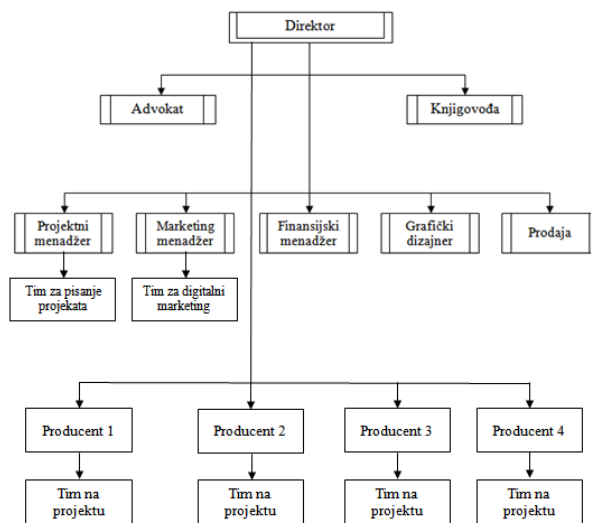 Direktor
Advokat
Knjigovođa
Projektni
menadžer
Marketing
menadžer
Finansijski
menadžer
Grafički
dizajner
Prodaja
Tim za pisanje
projekata
Tim za digitalni
marketing
Producent 1
Producent 2
Producent 3
Producent 4
Tim na
projektu
Tim na
projektu
Tim na
projektu
Tim na
projektu